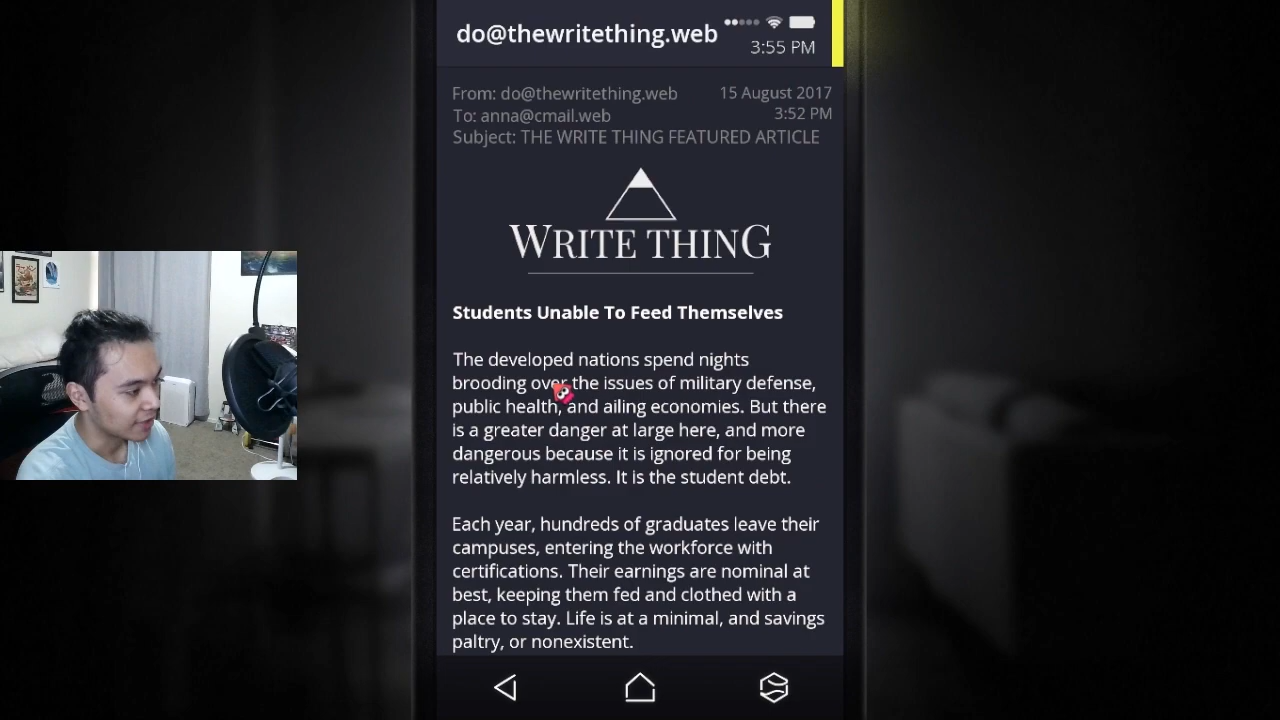 do@thewritething.web
3:55 PM
From: do@thewritething.web
15 August 2017
To: anna@cmail.web
3:52 PM
Subject: THE WRITE THING FEATURED ARTICLE
WRITE THING
Students Unable To Feed Themselves
The developed nations spend nights
brooding over the issues of military defense,
public health, and ailing economies. But there
is a greater danger at large here, and more
dangerous because it is ignored for being
relatively harmless. It is the student debt.
Each year, hundreds of graduates leave their
campuses, entering the workforce with
certifications. Their earnings are nominal at
best, keeping them fed and clothed with a
place to stay. Life is at a minimal, and savings
paltry, or nonexistent.